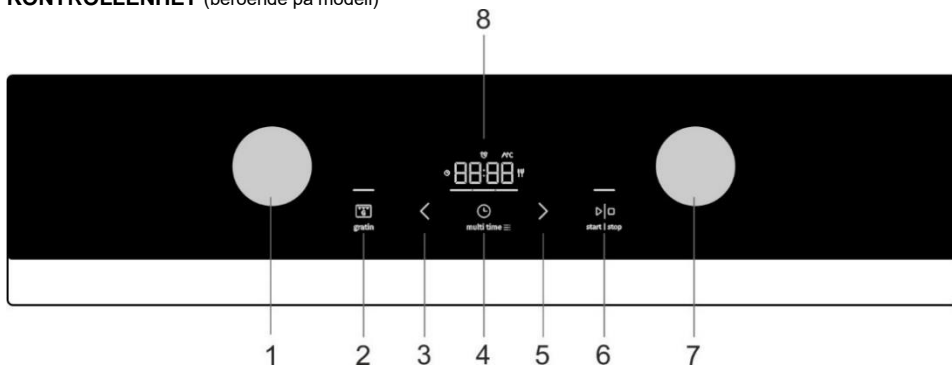 KONTROLLENHET (beroende på modell)
8
88:88
gratin
multi time
start | stop
1 2 3 4 5 6 7